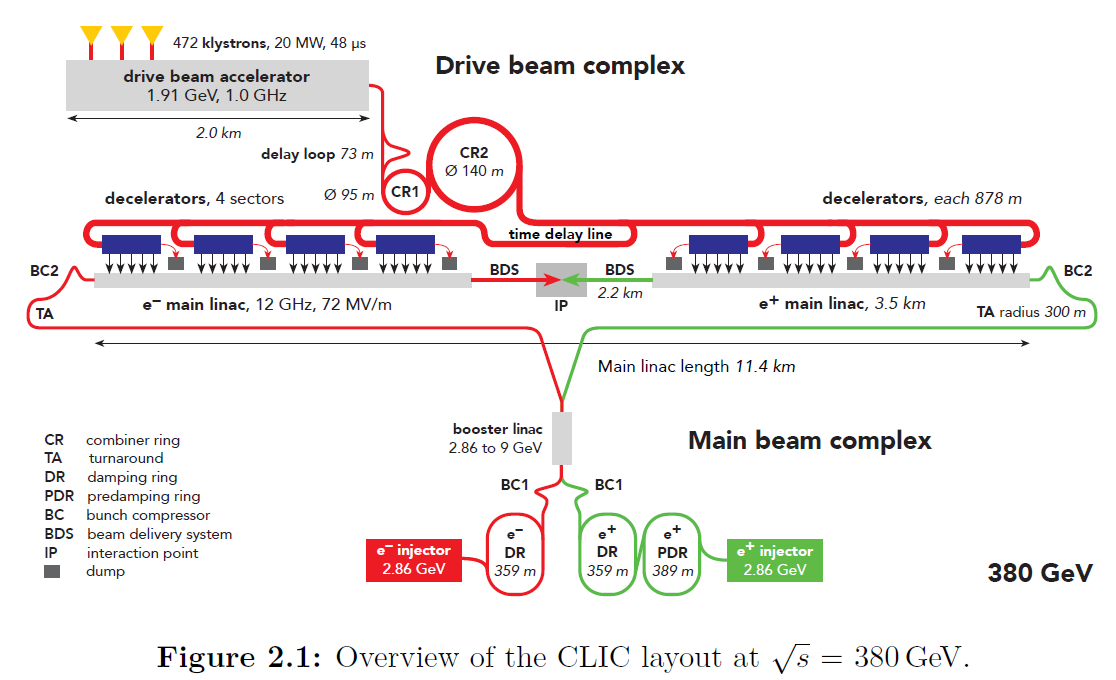 472 klystrons, 20 MW, 48 µs
Drive beam complex
drive beam accelerator
1.91 GeV, 1.0 GHz
2.0 km
delay loop 73 m
CR2
Ø 140 m
CR1
Ø 95 m
decelerators, 4 sectors
decelerators, each 878 m
time delay line
BC2
BDS
BDS
BC2
2.2 km
IP
e⁻ main linac, 12 GHz, 72 MV/m
e⁺ main linac, 3.5 km
TA
TA radius 300 m
Main linac length 11.4 km
booster linac
2.86 to 9 GeV
Main beam complex
BC1
BC1
CR combiner ring
TA turnaround
DR damping ring
PDR predamping ring
BC bunch compressor
BDS beam delivery system
IP interaction point
dump
e⁻ injector
2.86 GeV
e⁻
DR
359 m
e⁺
DR
359 m
e⁺
PDR
389 m
e⁺ injector
2.86 GeV
380 GeV
Figure 2.1: Overview of the CLIC layout at √s = 380 GeV.